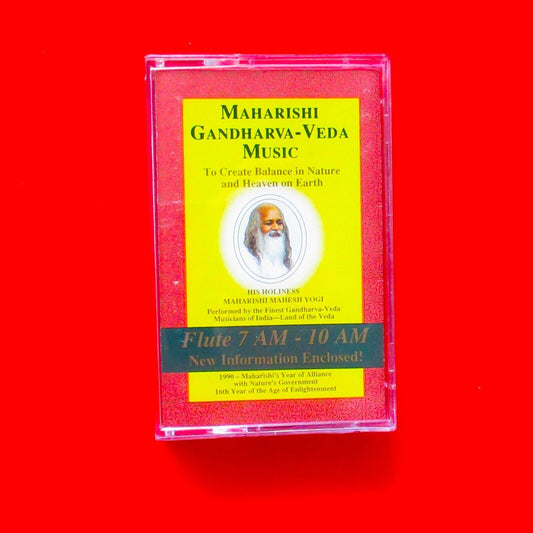 MAHARISHI
GANDHARVA-VEDA
MUSIC
To Create Balance in Nature
and Heaven on Earth
HIS HOLINESS
MAHARISHI MAHESH YOGI
Performed by the Finest Gandharva-Veda
Musicians of India—Land of the Veda
Flute 7 AM - 10 AM
New Information Enclosed!
1990 – Maharishi's Year of Alliance
with Nature's Government
16th Year of the Age of Enlightenment